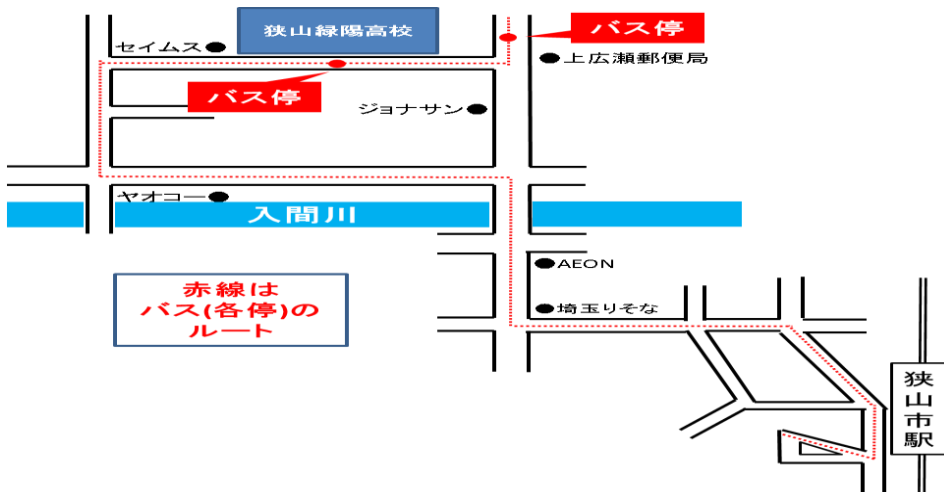 狭山緑陽高校
バス停
セイムス
上広瀬郵便局
バス停
ジョナサン
ヤオコー
入間川
AEON
赤線は
バス(各停)の
ルート
埼玉りそな
狭山市駅